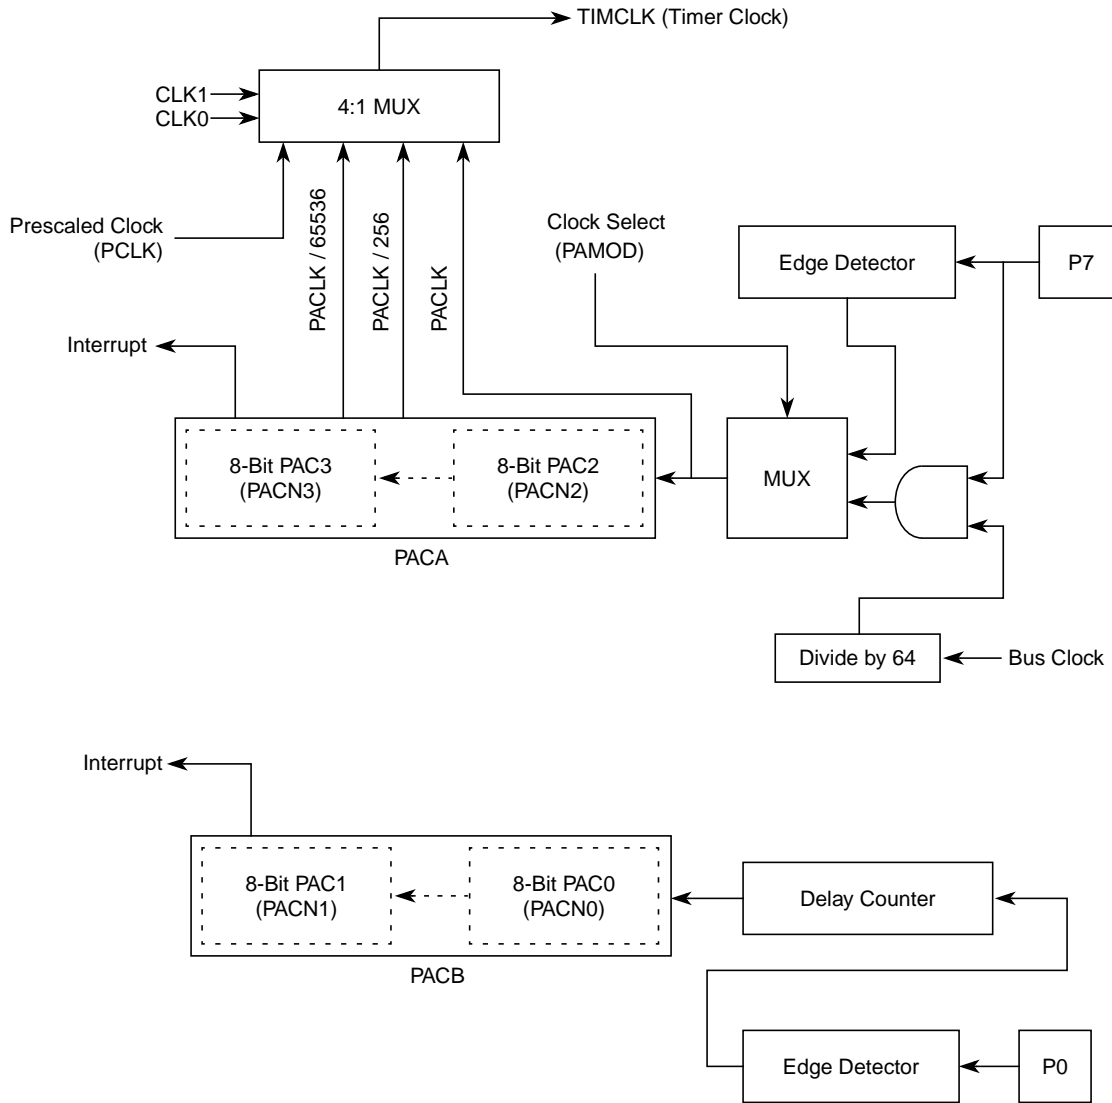 TIMCLK (Timer Clock)
CLK1
CLK0
4:1 MUX
Prescaled Clock
(PCLK)
PACLK / 65536
PACLK / 256
PACLK
Clock Select
(PAMOD)
Edge Detector
P7
Interrupt
8-Bit PAC3
(PACN3)
8-Bit PAC2
(PACN2)
MUX
PACA
Divide by 64
Bus Clock
Interrupt
8-Bit PAC1
(PACN1)
8-Bit PAC0
(PACN0)
Delay Counter
PACB
Edge Detector
P0